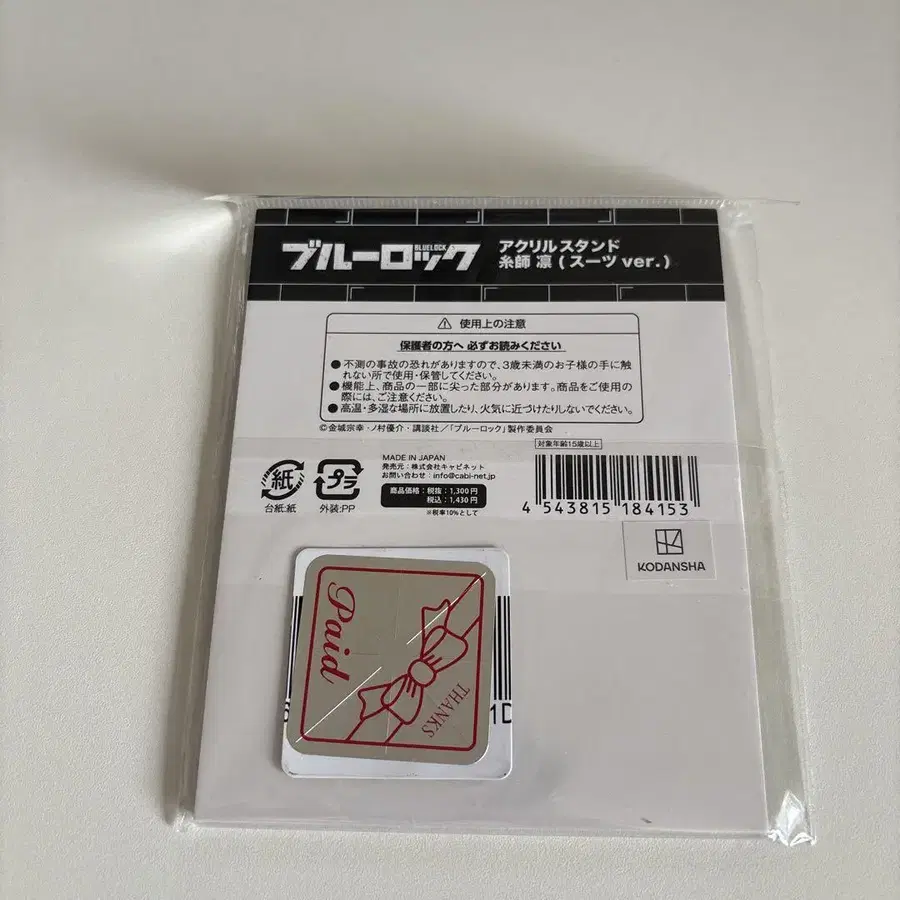 ブルーロック
BLUELOCK
アクリルスタンド
糸師 凛 (スーツ ver.)
⚠ 使用上の注意
保護者の方へ 必ずお読みください
●不測の事故の恐れがありますので、3歳未満のお子様の手に触
れない所で使用・保管してください。
●機能上、商品の一部に尖った部分があります。商品をご使用の
際には、ご注意ください。
●高温・多湿な場所に放置したり、火気に近づけたりしないでください。
©金城宗幸・ノ村優介・講談社/「ブルーロック」製作委員会
対象年齢15歳以上
MADE IN JAPAN
発売元：株式会社キャビネット
お問い合わせ：info@cabi-net.jp
紙
台紙:紙
プラ
外装:PP
商品価格：税抜：1,300円
税込：1,430円
※税率10%として
4 543815 184153
KODANSHA
Paid
THANKS
1D